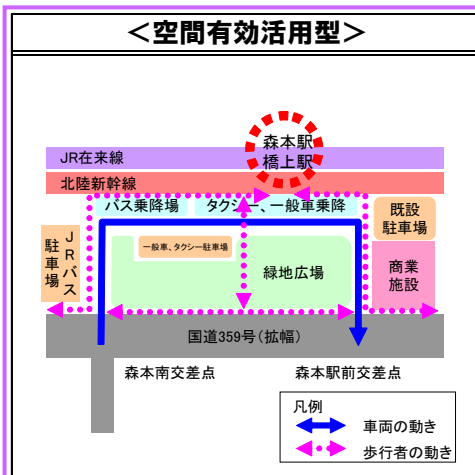 ＜空間有効活用型＞
森本駅
橋上駅
JR在来線
北陸新幹線
バス乗降場
タクシー、一般車乗降
既設
駐車場
JRバス
駐車場
一般車、タクシー駐車場
緑地広場
商業
施設
国道359号（拡幅）
森本南交差点
森本駅前交差点
凡例
車両の動き
歩行者の動き